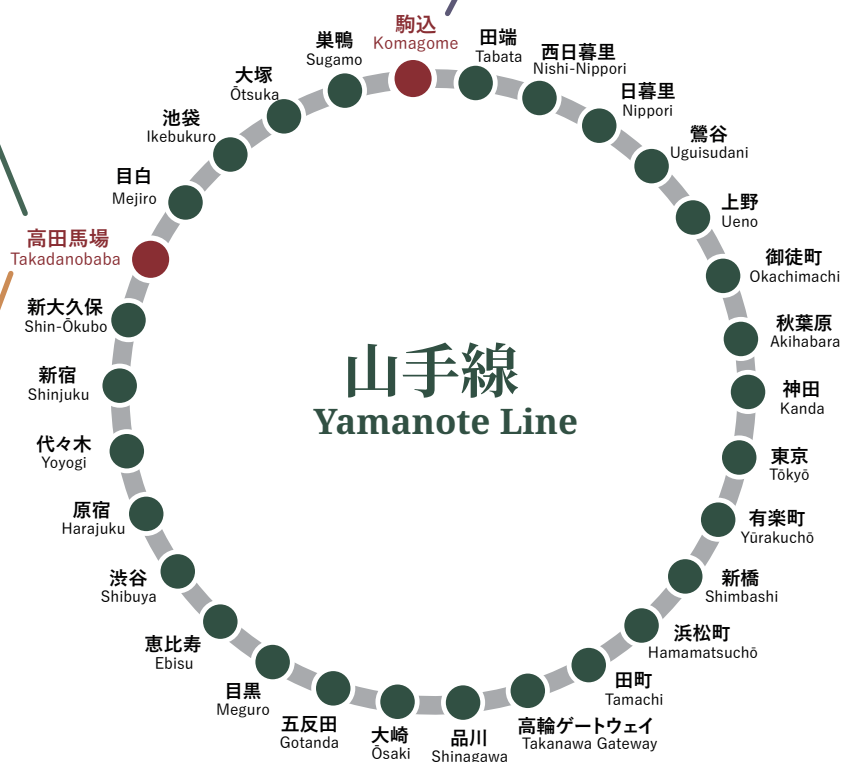 駒込
Komagome
田端
Tabata
西日暮里
Nishi-Nippori
日暮里
Nippori
鶯谷
Uguisudani
上野
Ueno
御徒町
Okachimachi
秋葉原
Akihabara
神田
Kanda
東京
Tōkyō
有楽町
Yūrakuchō
新橋
Shimbashi
浜松町
Hamamatsuchō
田町
Tamachi
高輪ゲートウェイ
Takanawa Gateway
品川
Shinagawa
大崎
Ōsaki
五反田
Gotanda
目黒
Meguro
恵比寿
Ebisu
渋谷
Shibuya
原宿
Harajuku
代々木
Yoyogi
新宿
Shinjuku
新大久保
Shin-Ōkubo
高田馬場
Takadanobaba
目白
Mejiro
池袋
Ikebukuro
大塚
Ōtsuka
巣鴨
Sugamo
山手線
Yamanote Line